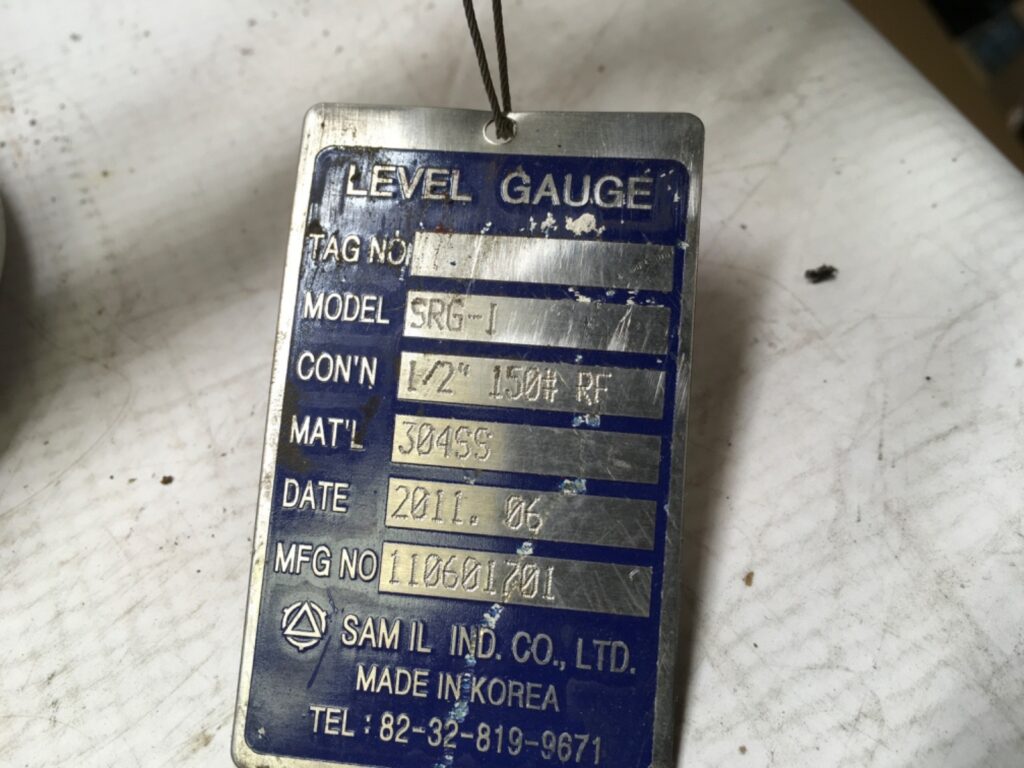 LEVEL GAUGE
TAG NO
MODEL SRG-1
CON'N 1/2" 150# RF
MAT'L 304SS
DATE 2011. 06
MFG NO 110601701
SAM IL IND. CO., LTD.
MADE IN KOREA
TEL : 82-32-819-9671